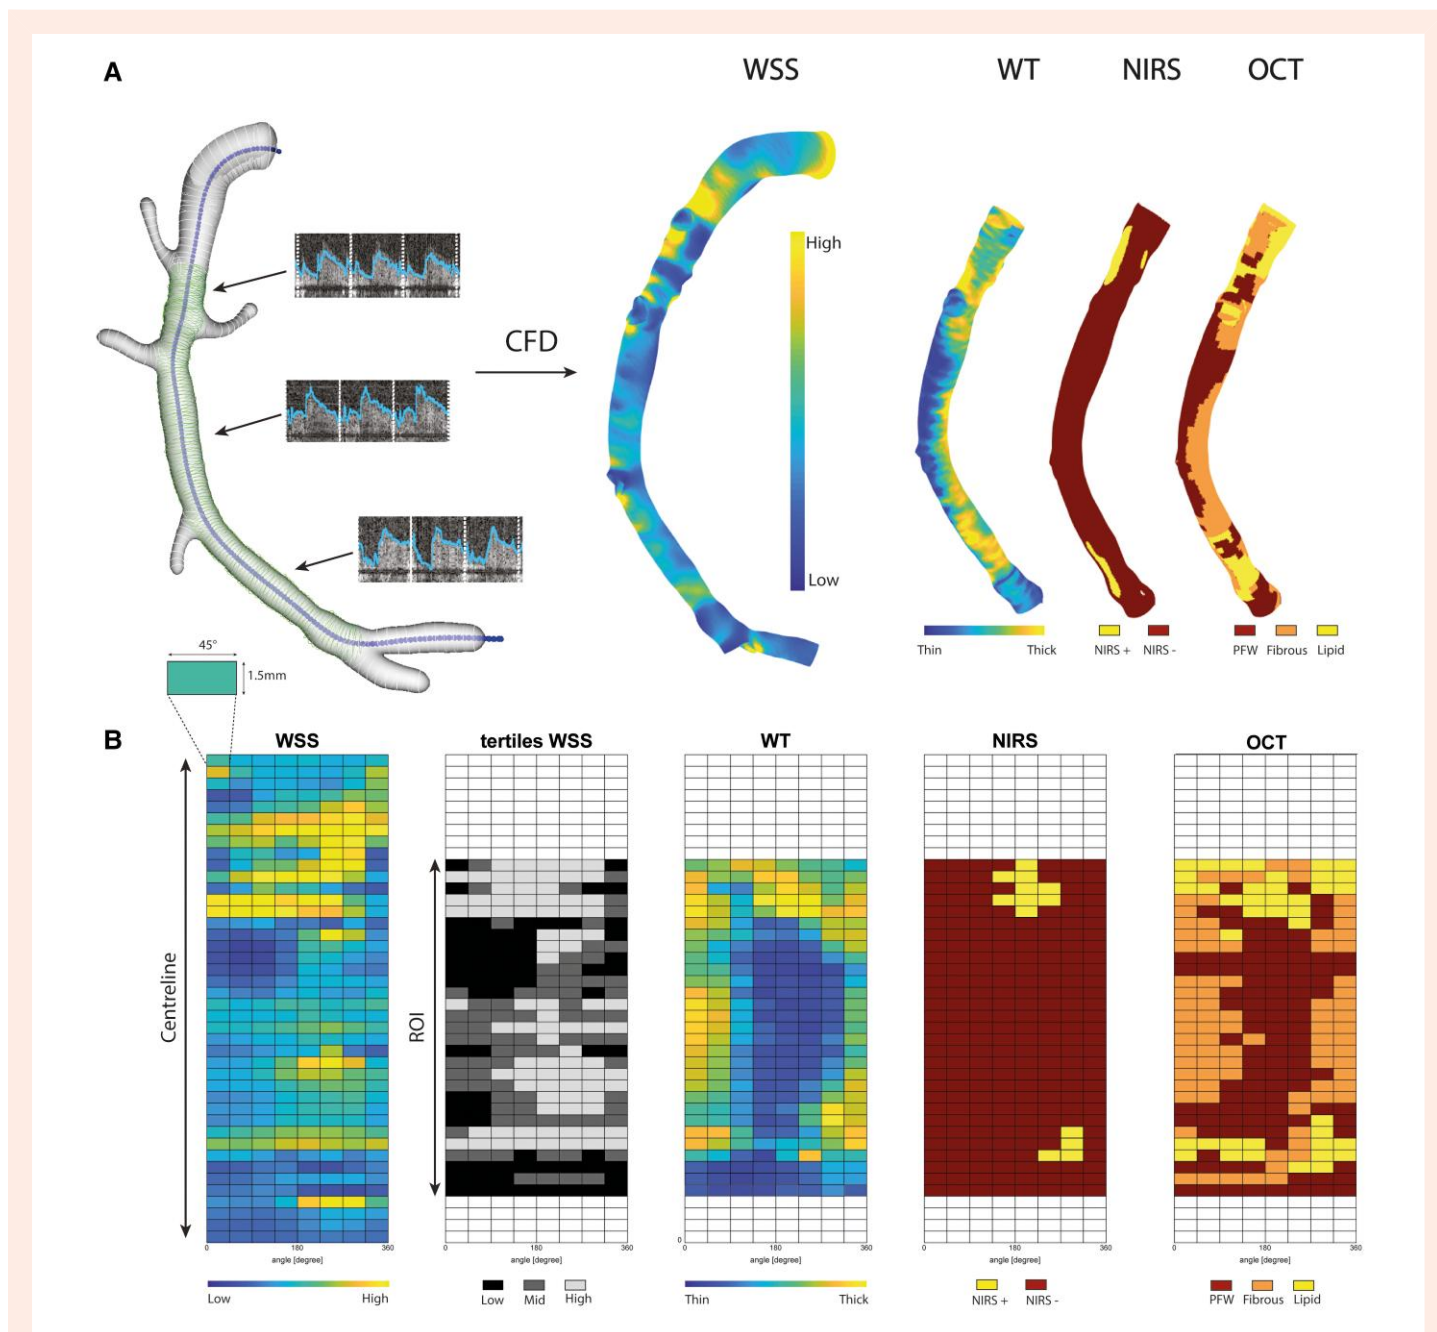 A
WSS
WT
NIRS
OCT
CFD
High
Low
Thin
Thick
NIRS +
NIRS -
PFW
Fibrous
Lipid
45°
1.5mm
B
WSS
tertiles WSS
WT
NIRS
OCT
Centreline
ROI
0
180
360
angle [degree]
0
180
360
angle [degree]
0
180
360
angle [degree]
0
180
360
angle [degree]
0
180
360
angle [degree]
Low
High
Low
Mid
High
Thin
Thick
NIRS +
NIRS -
PFW
Fibrous
Lipid